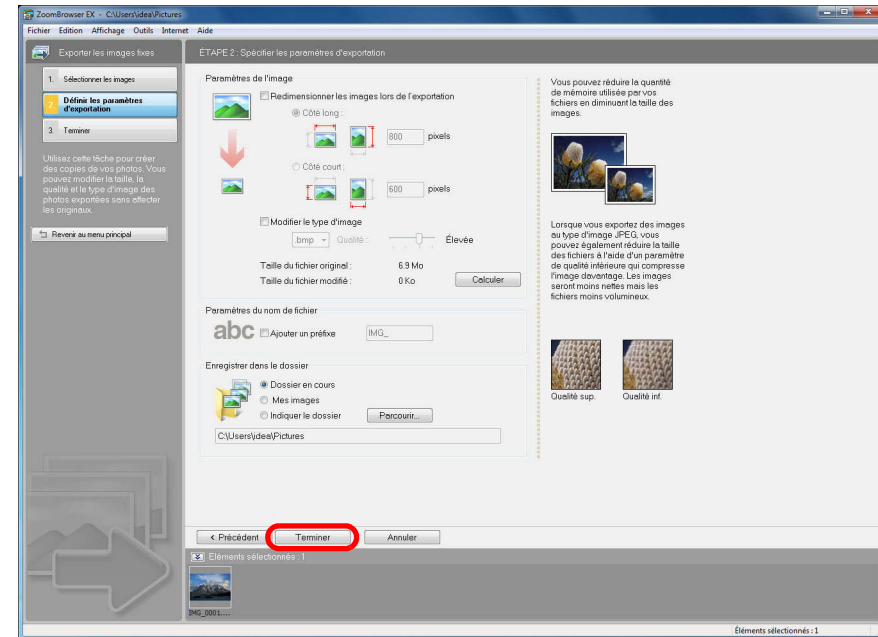 ZoomBrowser EX - C:\Users\idea\Pictures
Fichier Edition Affichage Outils Internet Aide
Exporter les images fixes
ÉTAPE 2 : Spécifier les paramètres d'exportation
1. Sélectionner les images
2. Définir les paramètres
d'exportation
3. Terminer
Utilisez cette tâche pour créer
des copies de vos photos. Vous
pouvez modifier la taille, la
qualité et le type d'image des
photos exportées sans affecter
les originaux.
Revenir au menu principal
Paramètres de l'image
Redimensionner les images lors de l'exportation
Côté long :
800 pixels
Côté court :
600 pixels
Modifier le type d'image
.bmp Qualité : Élevée
Taille du fichier original : 6.9 Mo
Taille du fichier modifié : 0 Ko Calculer
Paramètres du nom de fichier
abc Ajouter un préfixe IMG_
Enregistrer dans le dossier
Dossier en cours
Mes images
Indiquer le dossier Parcourir...
C:\Users\idea\Pictures
Vous pouvez réduire la quantité
de mémoire utilisée par vos
fichiers en diminuant la taille des
images.
Lorsque vous exportez des images
au type d'image JPEG, vous
pouvez également réduire la taille
des fichiers à l'aide d'un paramètre
de qualité inférieure qui compresse
l'image davantage. Les images
seront moins nettes mais les
fichiers moins volumineux.
Qualité sup. Qualité inf.
< Précédent Terminer Annuler
Eléments sélectionnés : 1
IMG_0001....
Éléments sélectionnés : 1